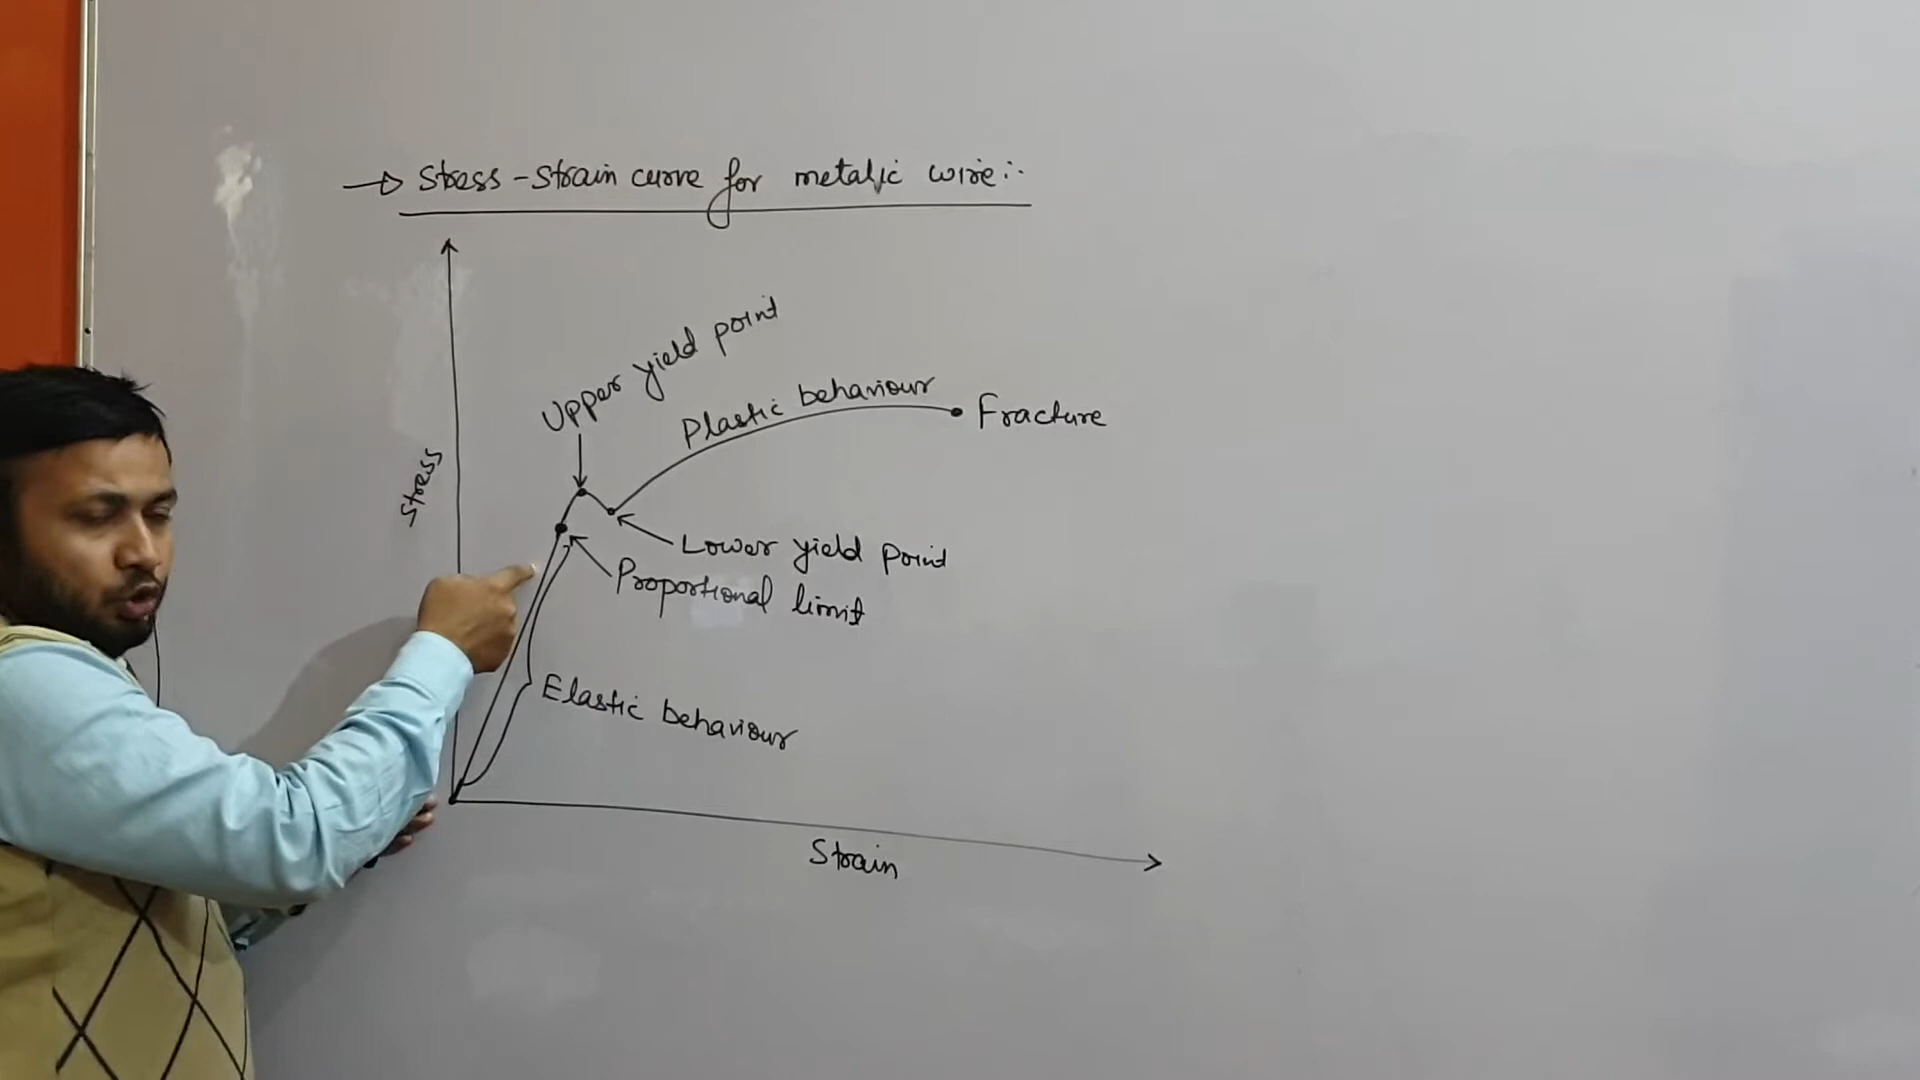 Stress-strain curve for metalic wire:-
Upper yield point
Plastic behaviour
Fracture
Stress
Lower yield point
Proportional limit
Elastic behaviour
Strain